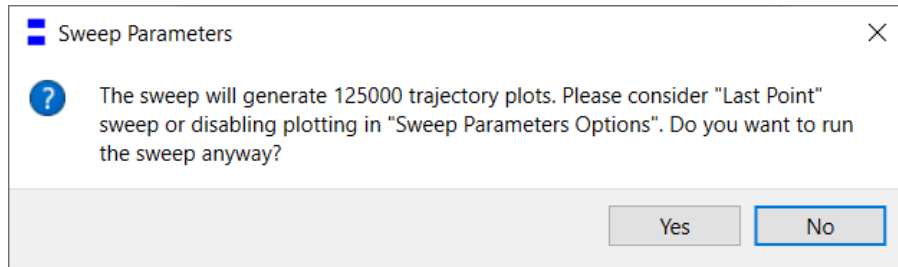 Sweep Parameters
The sweep will generate 125000 trajectory plots. Please consider "Last Point"
sweep or disabling plotting in "Sweep Parameters Options". Do you want to run
the sweep anyway?
Yes
No